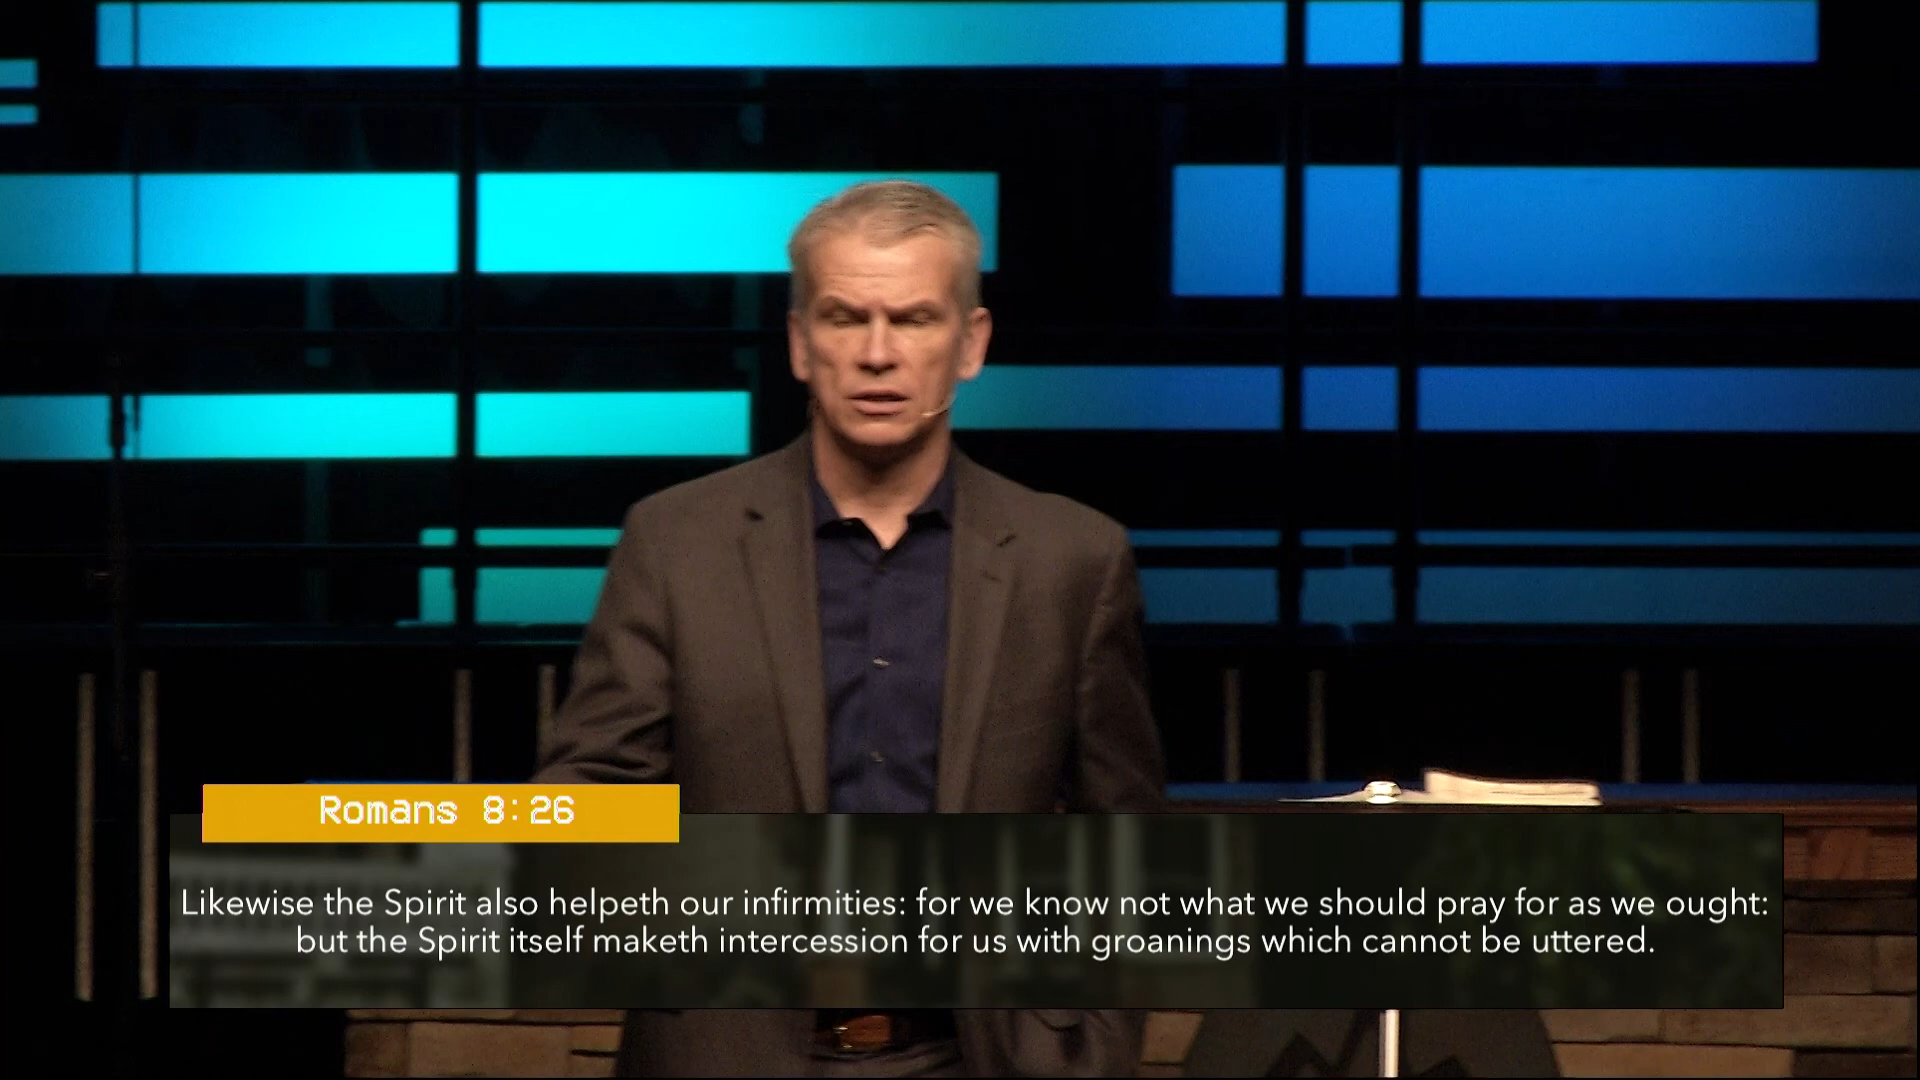 Romans 8:26
Likewise the Spirit also helpeth our infirmities: for we know not what we should pray for as we ought:
but the Spirit itself maketh intercession for us with groanings which cannot be uttered.